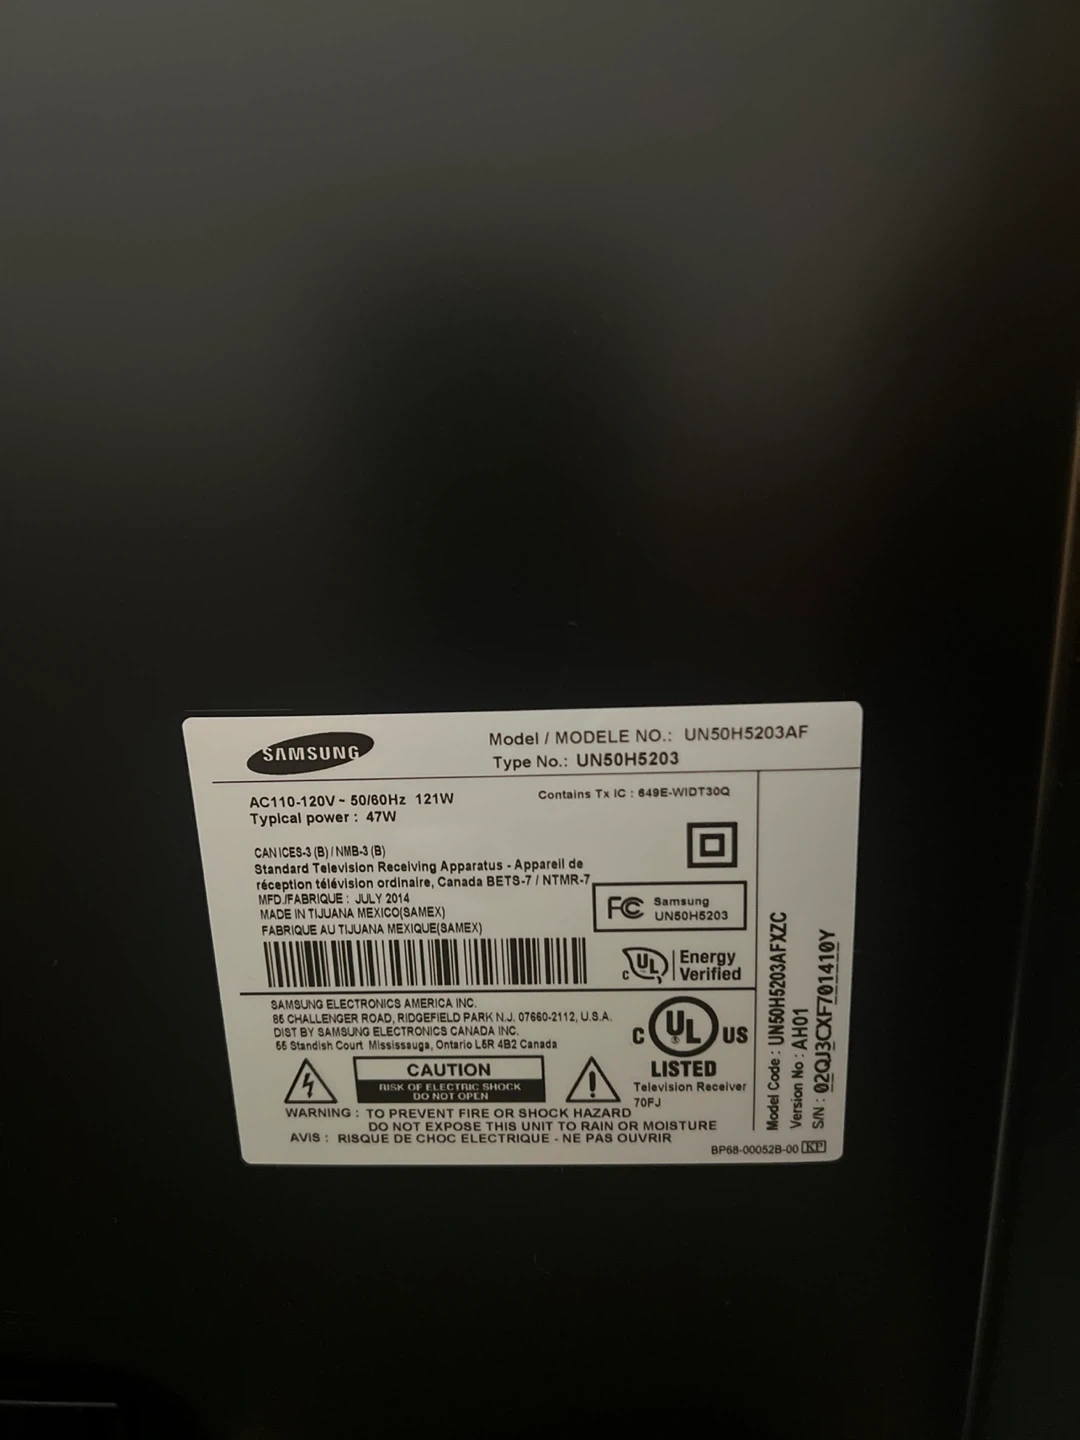 SAMSUNG
Model / MODELE NO.: UN50H5203AF
Type No.: UN50H5203
AC110-120V ~ 50/60Hz 121W
Typical power : 47W
Contains Tx IC : 649E-WIDT30Q
CAN ICES-3 (B) / NMB-3 (B)
Standard Television Receiving Apparatus - Appareil de
réception télévision ordinaire, Canada BETS-7 / NTMR-7
MFD./FABRIQUE : JULY 2014
MADE IN TIJUANA MEXICO(SAMEX)
FABRIQUE AU TIJUANA MEXIQUE(SAMEX)
FC Samsung
UN50H5203
C UL Energy
Verified
SAMSUNG ELECTRONICS AMERICA INC.
85 CHALLENGER ROAD, RIDGEFIELD PARK N.J. 07660-2112, U.S.A.
DIST BY SAMSUNG ELECTRONICS CANADA INC.
55 Standish Court Mississauga, Ontario L5R 4B2 Canada
C UL ® US
LISTED
Television Receiver
70FJ
CAUTION
RISK OF ELECTRIC SHOCK
DO NOT OPEN
WARNING : TO PREVENT FIRE OR SHOCK HAZARD
DO NOT EXPOSE THIS UNIT TO RAIN OR MOISTURE
AVIS : RISQUE DE CHOC ELECTRIQUE - NE PAS OUVRIR
BP68-00052B-00 KP
Model Code : UN50H5203AFXZC
Version No : AH01
S/N : 02QJ3CXF701410Y